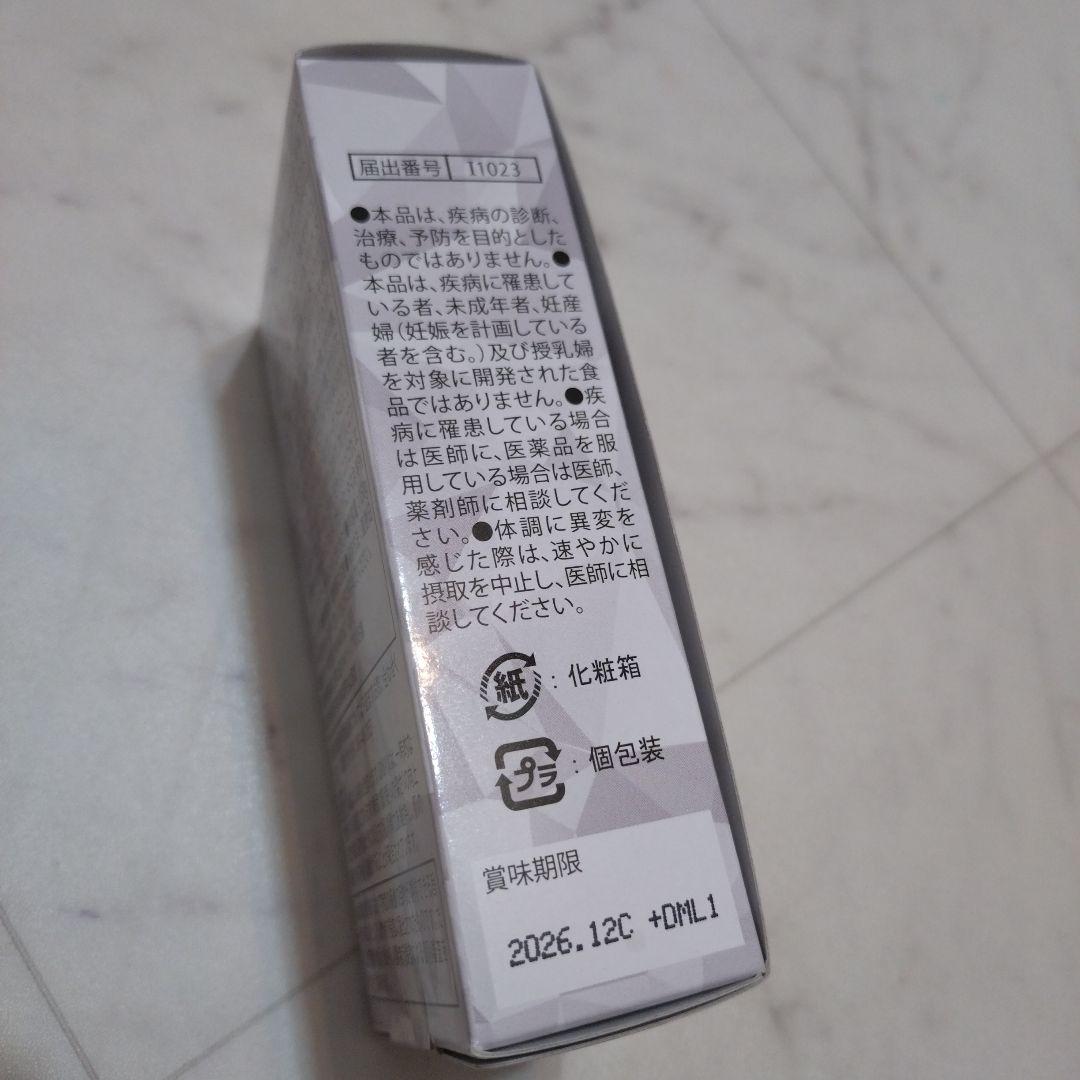 届出番号 I1023
●本品は、疾病の診断、
治療、予防を目的とした
ものではありません。●
本品は、疾病に罹患して
いる者、未成年者、妊産
婦(妊娠を計画している
者を含む。)及び授乳婦
を対象に開発された食
品ではありません。●疾
病に罹患している場合
は医師に、医薬品を服
用している場合は医師、
薬剤師に相談してくだ
さい。●体調に異変を
感じた際は、速やかに
摂取を中止し、医師に相
談してください。
紙 : 化粧箱
プラ : 個包装
賞味期限
2026.12C +DML1